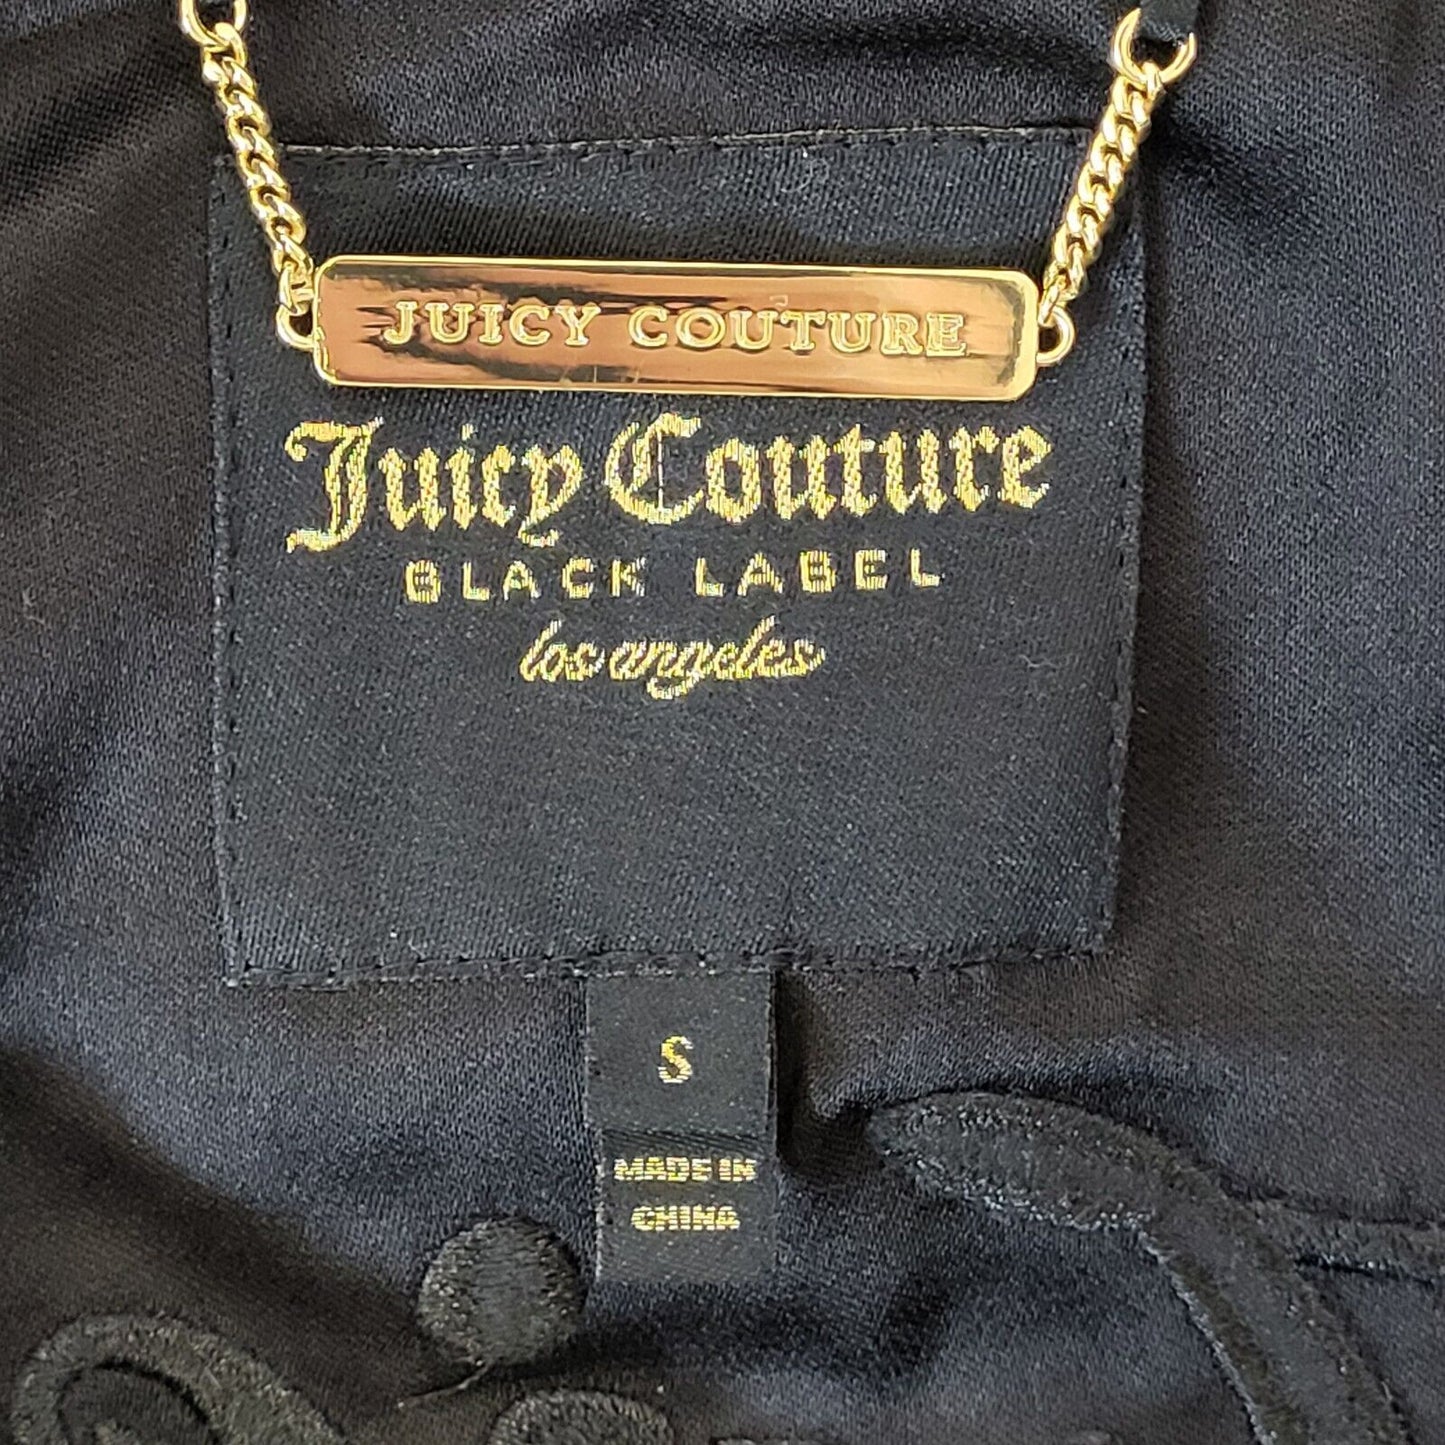 JUICY COUTURE
Juicy Couture
BLACK LABEL
los angeles
S
MADE IN
CHINA